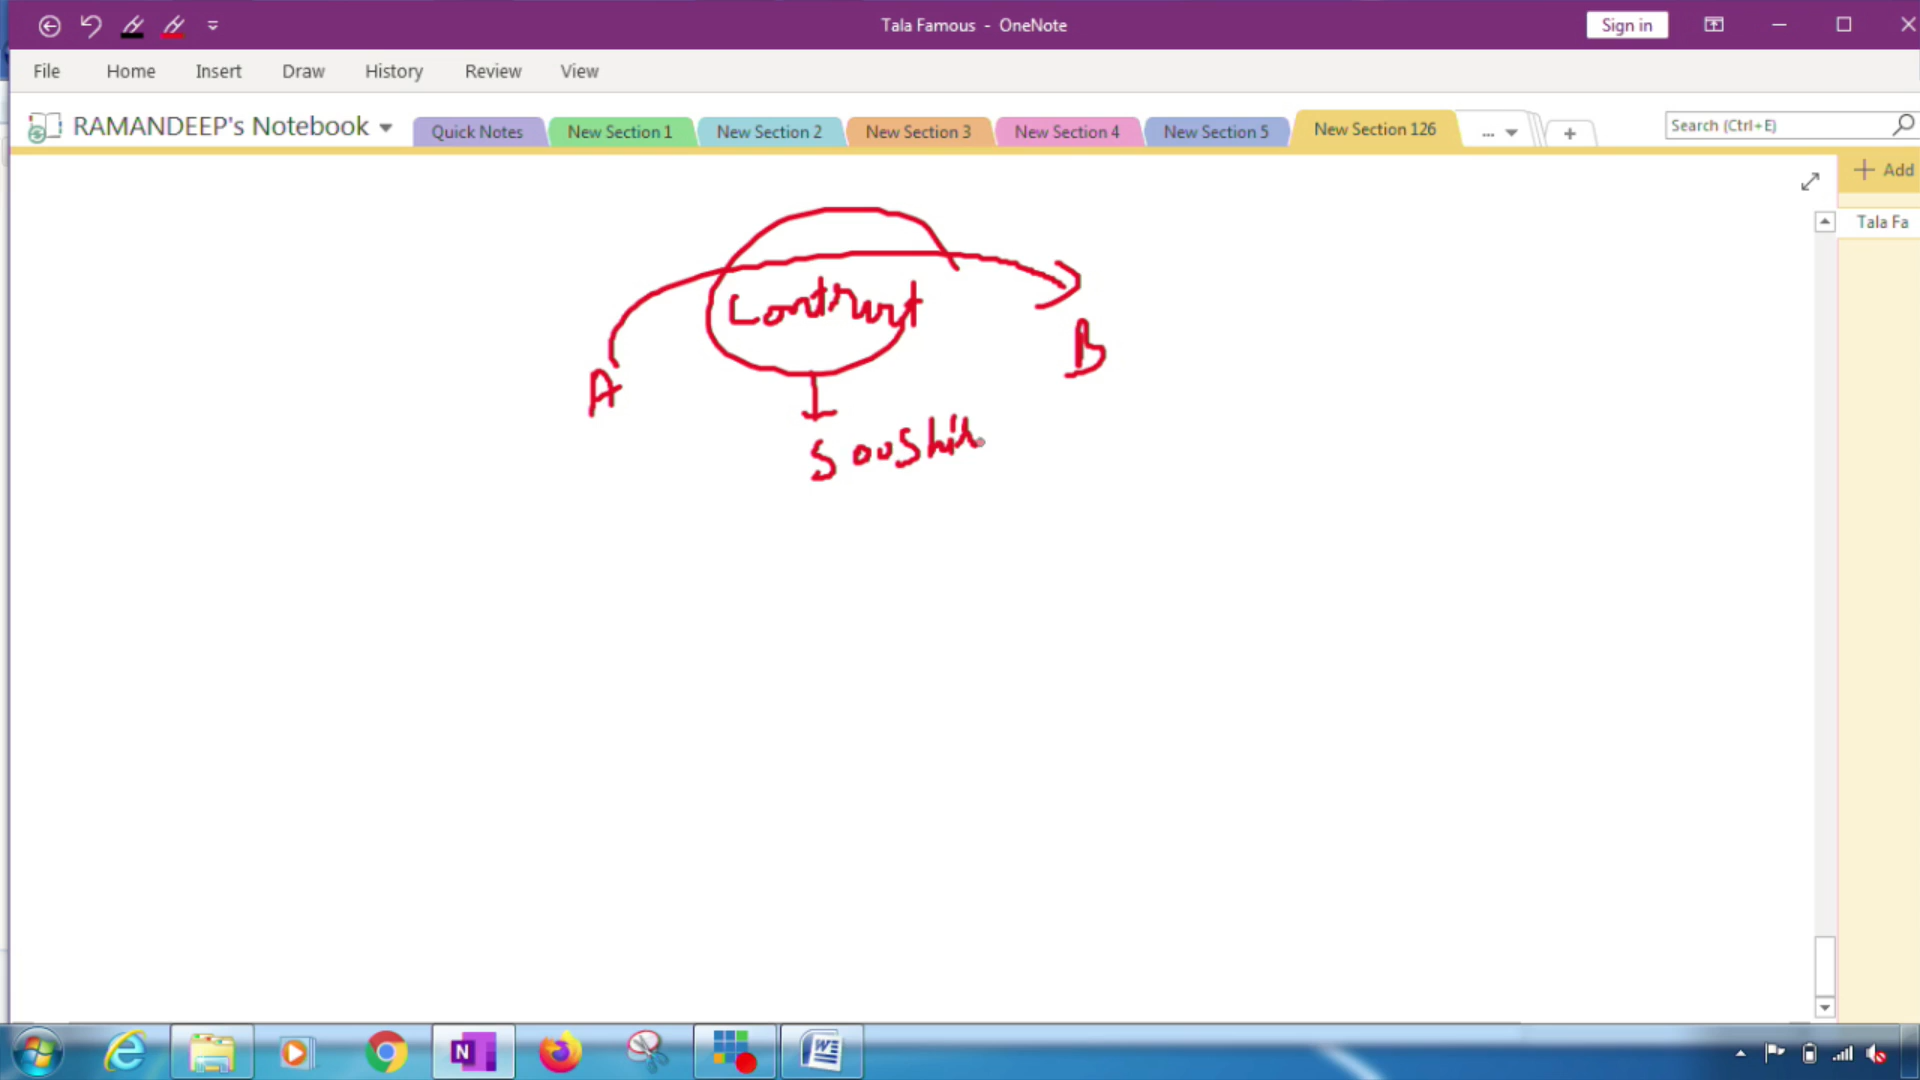 Tala Famous - OneNote
Sign in
File Home Insert Draw History Review View
RAMANDEEP's Notebook Quick Notes New Section 1 New Section 2 New Section 3 New Section 4 New Section 5 New Section 126 ... + Search (Ctrl+E)
+ Add
Tala Fa
Contract
A
B
N
W